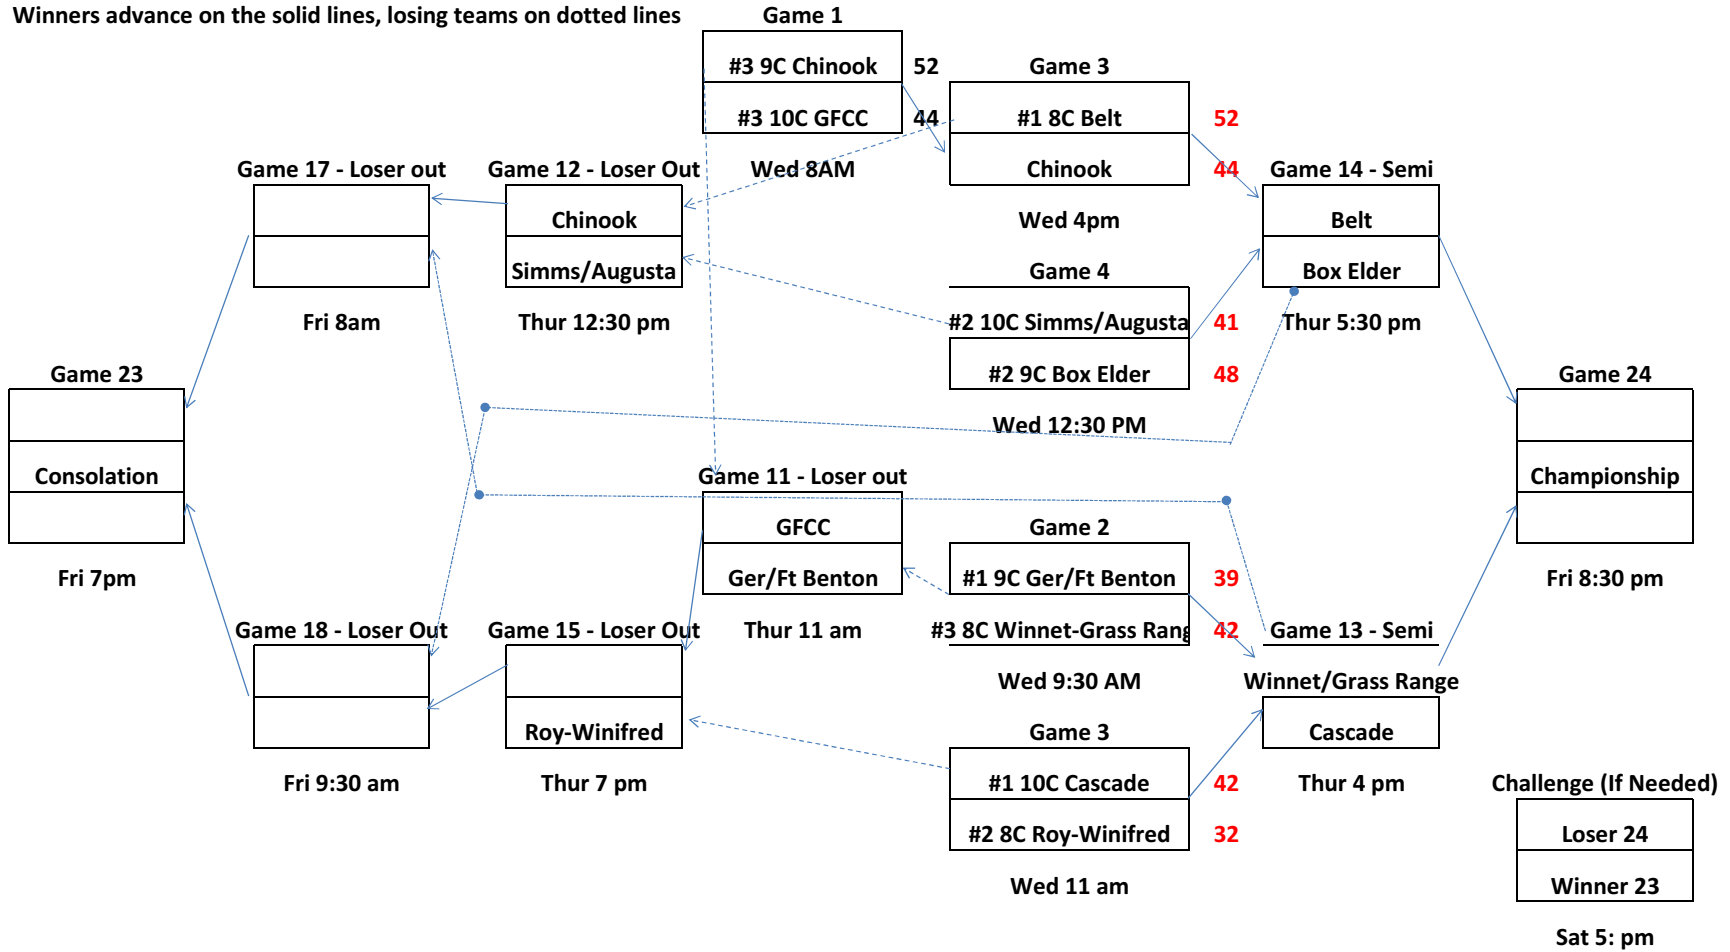 Winners advance on the solid lines, losing teams on dotted lines
Game 1
#3 9C Chinook 52
#3 10C GFCC 44
Wed 8AM
Game 3
#1 8C Belt 52
Chinook 44
Wed 4pm
Game 17 - Loser out
Fri 8am
Game 12 - Loser Out
Chinook
Simms/Augusta
Thur 12:30 pm
Game 14 - Semi
Belt
Box Elder
Thur 5:30 pm
Game 4
#2 10C Simms/Augusta 41
#2 9C Box Elder 48
Wed 12:30 PM
Game 23
Consolation
Fri 7pm
Game 24
Championship
Fri 8:30 pm
Game 11 - Loser out
GFCC
Ger/Ft Benton
Thur 11 am
Game 2
#1 9C Ger/Ft Benton 39
#3 8C Winnet-Grass Rang 42
Wed 9:30 AM
Game 18 - Loser Out
Fri 9:30 am
Game 15 - Loser Out
Roy-Winifred
Thur 7 pm
Game 13 - Semi
Winnet/Grass Range
Cascade
Thur 4 pm
Game 3
#1 10C Cascade 42
#2 8C Roy-Winifred 32
Wed 11 am
Challenge (If Needed)
Loser 24
Winner 23
Sat 5: pm